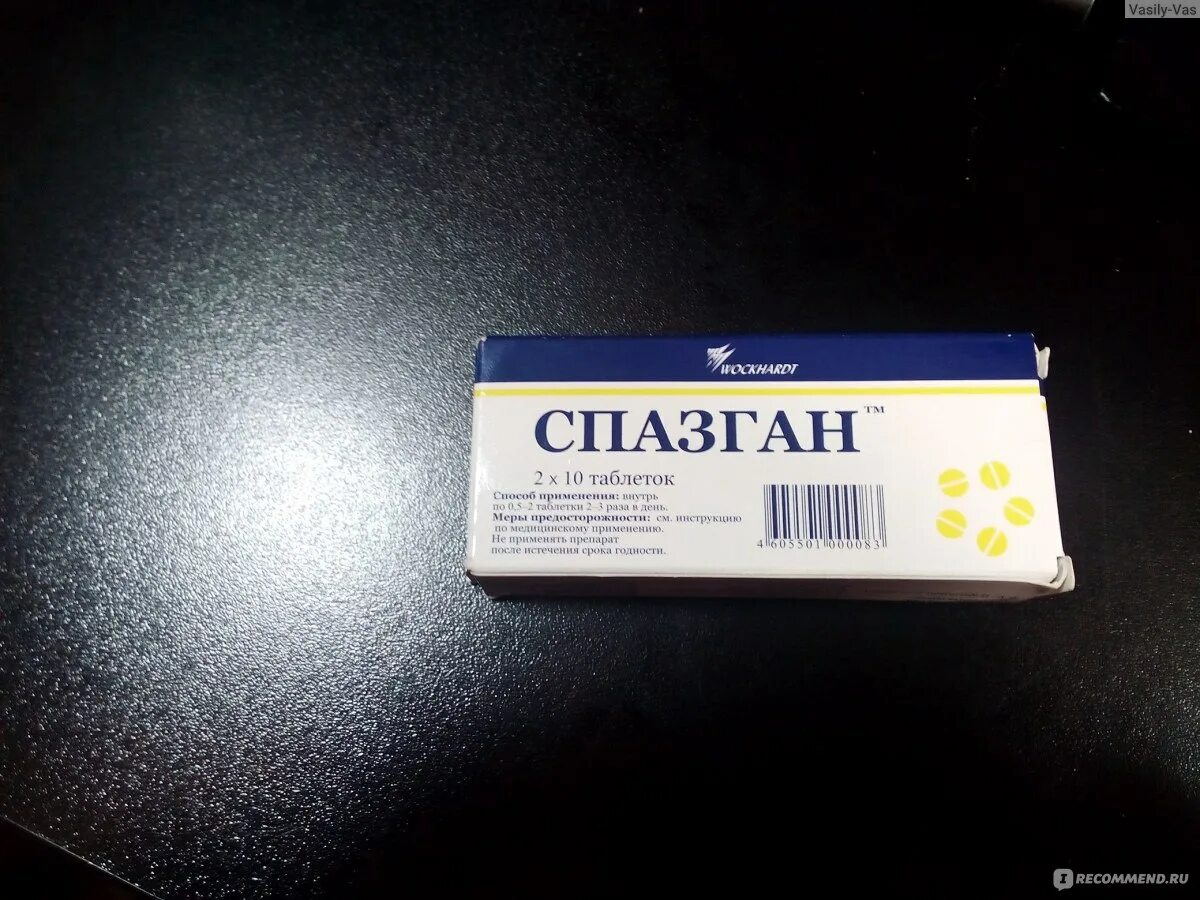 Vasily-Vas
WOCKHARDT
СПАЗГАН™
2 x 10 таблеток
Способ применения: внутрь
по 0,5–2 таблетки 2–3 раза в день.
Меры предосторожности: см. инструкцию
по медицинскому применению.
Не применять препарат
после истечения срока годности.
4 605501 000083
IRECOMMEND.RU